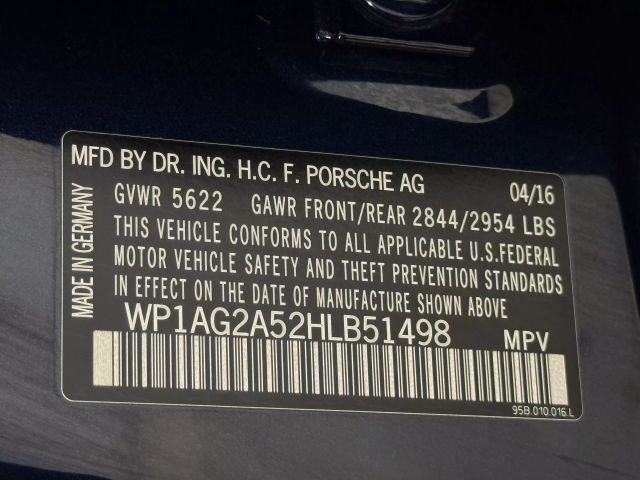 MFD BY DR. ING. H.C. F. PORSCHE AG 04/16
GVWR 5622 GAWR FRONT/REAR 2844/2954 LBS
THIS VEHICLE CONFORMS TO ALL APPLICABLE U.S.FEDERAL
MOTOR VEHICLE SAFETY AND THEFT PREVENTION STANDARDS
IN EFFECT ON THE DATE OF MANUFACTURE SHOWN ABOVE
WP1AG2A52HLB51498 MPV
MADE IN GERMANY
95B.010.016.L